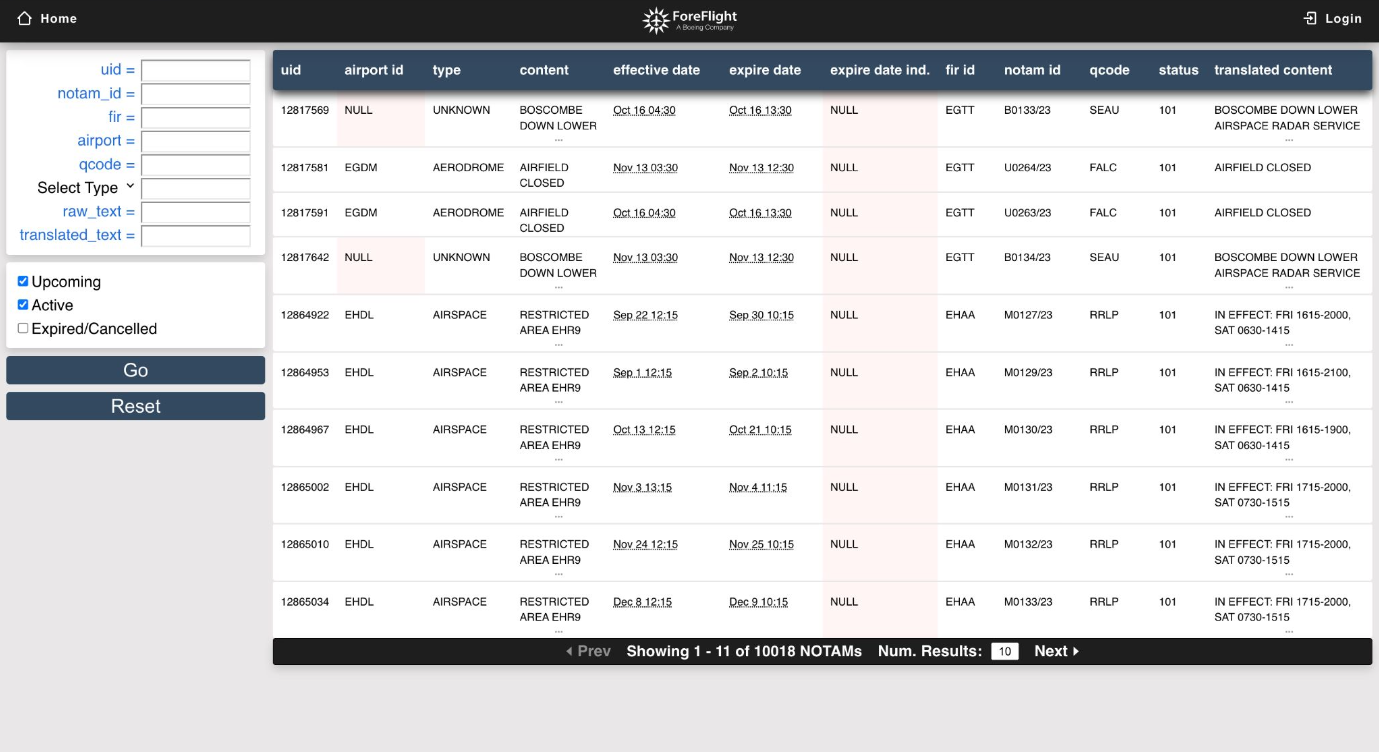 Home
ForeFlight
A Boeing Company
Login
uid =
notam_id =
fir =
airport =
qcode =
Select Type
raw_text =
translated_text =
Upcoming
Active
Expired/Cancelled
Go
Reset
uid airport id type content effective date expire date expire date ind. fir id notam id qcode status translated content
12817569 NULL UNKNOWN BOSCOMBE Oct 16 04:30 Oct 16 13:30 NULL EGTT B0133/23 SEAU 101 BOSCOMBE DOWN LOWER
DOWN LOWER AIRSPACE RADAR SERVICE
... ...
12817581 EGDM AERODROME AIRFIELD Nov 13 03:30 Nov 13 12:30 NULL EGTT U0264/23 FALC 101 AIRFIELD CLOSED
CLOSED
12817591 EGDM AERODROME AIRFIELD Oct 16 04:30 Oct 16 13:30 NULL EGTT U0263/23 FALC 101 AIRFIELD CLOSED
CLOSED
12817642 NULL UNKNOWN BOSCOMBE Nov 13 03:30 Nov 13 12:30 NULL EGTT B0134/23 SEAU 101 BOSCOMBE DOWN LOWER
DOWN LOWER AIRSPACE RADAR SERVICE
... ...
12864922 EHDL AIRSPACE RESTRICTED Sep 22 12:15 Sep 30 10:15 NULL EHAA M0127/23 RRLP 101 IN EFFECT: FRI 1615-2000,
AREA EHR9 SAT 0630-1415
... ...
12864953 EHDL AIRSPACE RESTRICTED Sep 1 12:15 Sep 2 10:15 NULL EHAA M0129/23 RRLP 101 IN EFFECT: FRI 1615-2100,
AREA EHR9 SAT 0630-1415
... ...
12864967 EHDL AIRSPACE RESTRICTED Oct 13 12:15 Oct 21 10:15 NULL EHAA M0130/23 RRLP 101 IN EFFECT: FRI 1615-1900,
AREA EHR9 SAT 0630-1415
... ...
12865002 EHDL AIRSPACE RESTRICTED Nov 3 13:15 Nov 4 11:15 NULL EHAA M0131/23 RRLP 101 IN EFFECT: FRI 1715-2000,
AREA EHR9 SAT 0730-1515
... ...
12865010 EHDL AIRSPACE RESTRICTED Nov 24 12:15 Nov 25 10:15 NULL EHAA M0132/23 RRLP 101 IN EFFECT: FRI 1715-2000,
AREA EHR9 SAT 0730-1515
... ...
12865034 EHDL AIRSPACE RESTRICTED Dec 8 12:15 Dec 9 10:15 NULL EHAA M0133/23 RRLP 101 IN EFFECT: FRI 1715-2000,
AREA EHR9 SAT 0730-1515
... ...
Prev Showing 1 - 11 of 10018 NOTAMs Num. Results: 10 Next